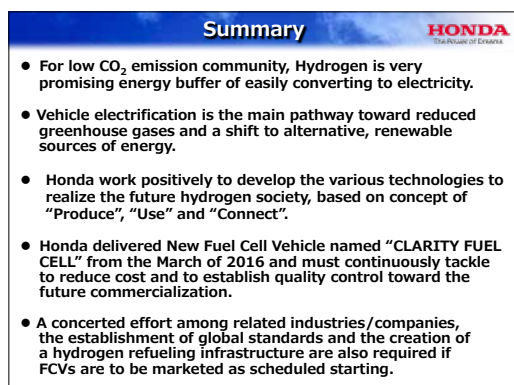 Summary
HONDA
The Power of Dreams
● For low CO₂ emission community, Hydrogen is very
promising energy buffer of easily converting to electricity.
● Vehicle electrification is the main pathway toward reduced
greenhouse gases and a shift to alternative, renewable
sources of energy.
● Honda work positively to develop the various technologies to
realize the future hydrogen society, based on concept of
“Produce”, “Use” and “Connect”.
● Honda delivered New Fuel Cell Vehicle named “CLARITY FUEL
CELL” from the March of 2016 and must continuously tackle
to reduce cost and to establish quality control toward the
future commercialization.
● A concerted effort among related industries/companies,
the establishment of global standards and the creation of
a hydrogen refueling infrastructure are also required if
FCVs are to be marketed as scheduled starting.